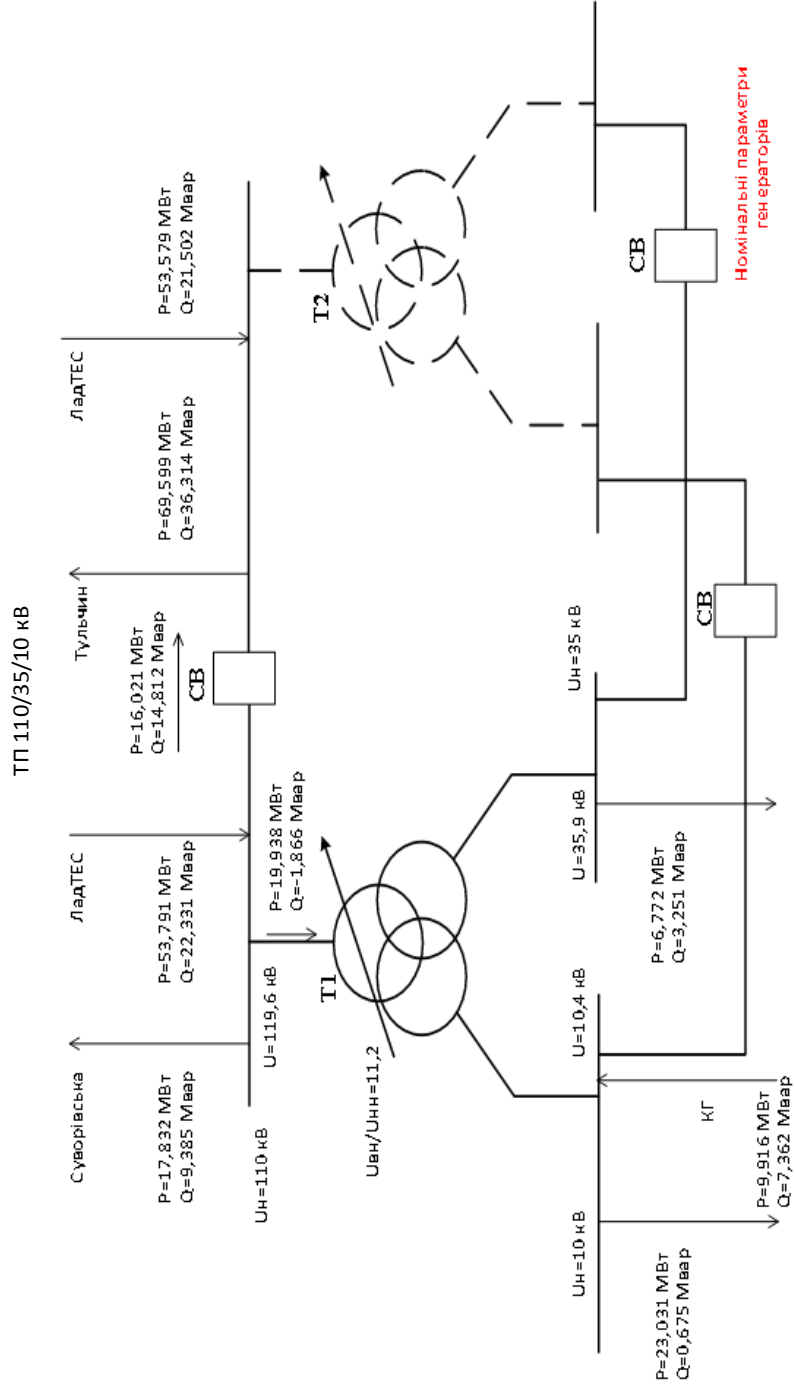 ТП 110/35/10 кВ
Суворівська
P=17,832 МВт
Q=9,385 Мвар
Uн=110 кВ
U=119,6 кВ
ЛадТЕС
P=53,791 МВт
Q=22,331 Мвар
P=19,938 МВт
Q=-1,866 Мвар
P=16,021 МВт
Q=14,812 Мвар
СВ
Тульчин
P=69,599 МВт
Q=36,314 Мвар
ЛадТЕС
P=53,579 МВт
Q=21,502 Мвар
Т1
Uвн/Uнн=11,2
Т2
Uн=10 кВ
U=10,4 кВ
U=35,9 кВ
Uн=35 кВ
P=23,031 МВт
Q=0,675 Мвар
КГ
P=9,916 МВт
Q=7,362 Мвар
P=6,772 МВт
Q=3,251 Мвар
СВ
СВ
Номінальні параметри
генераторів